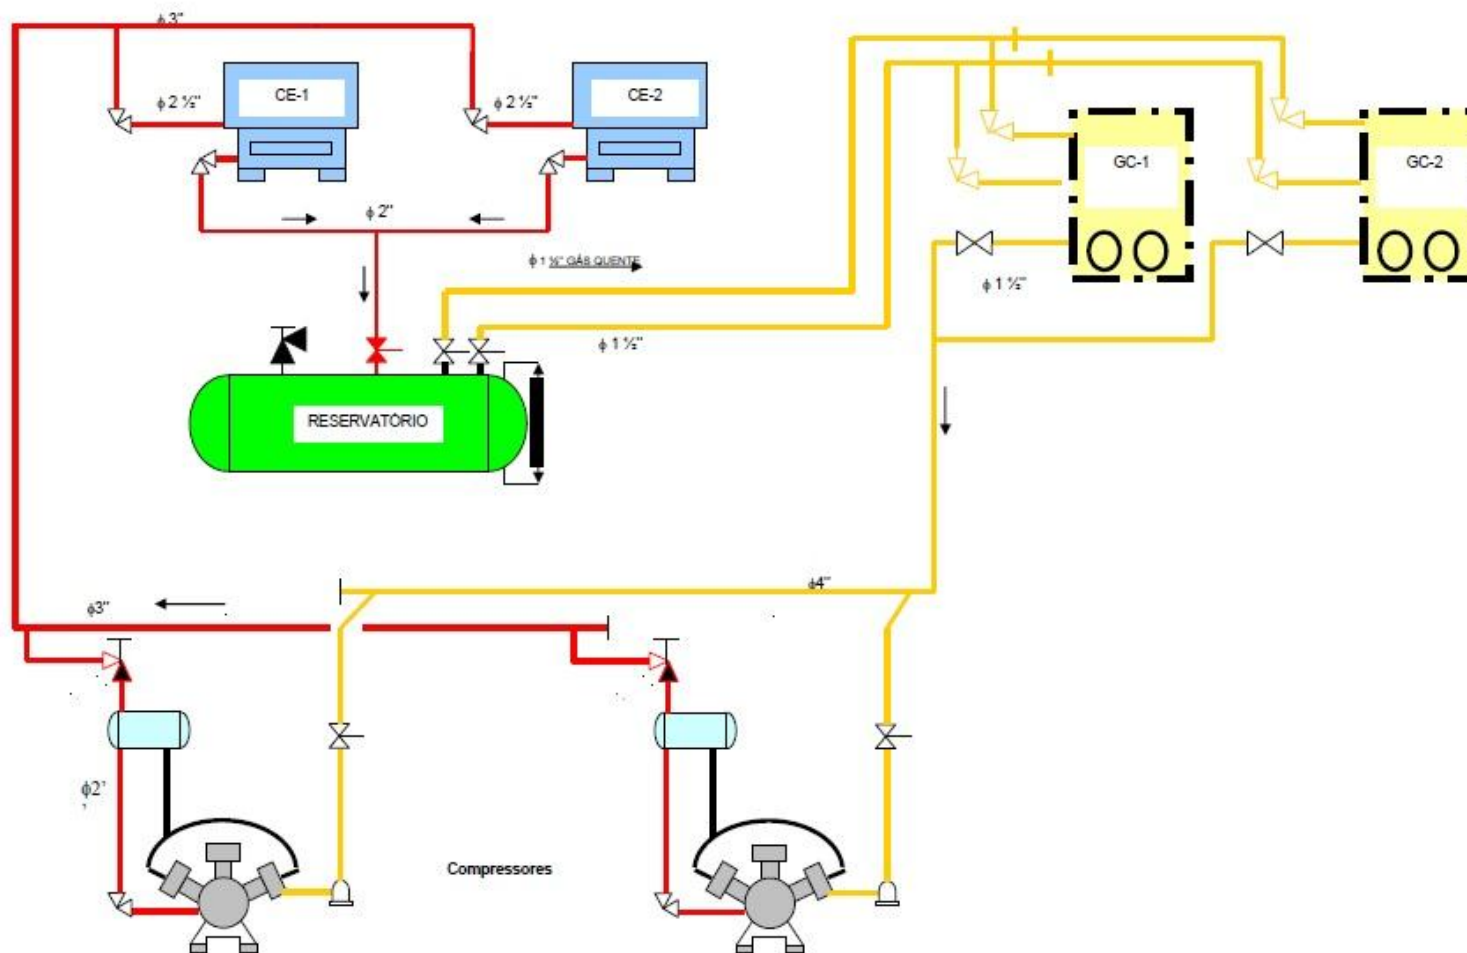 ϕ 3"
CE-1
CE-2
ϕ 2 ½"
ϕ 2 ½"
GC-1
GC-2
ϕ 2"
ϕ 1 ½" GÁS QUENTE
ϕ 1 ½"
ϕ 1 ½"
RESERVATÓRIO
ϕ4"
ϕ3"
ϕ2''
Compressores